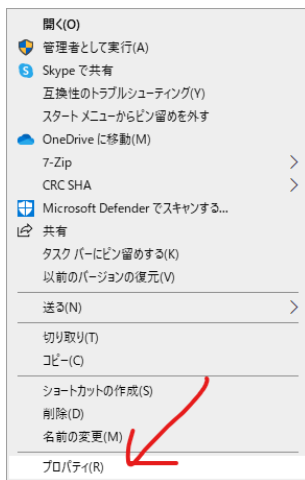 開く(O)
管理者として実行(A)
Skype で共有
互換性のトラブルシューティング(Y)
スタート メニューからピン留めを外す
OneDrive に移動(M)
7-Zip
CRC SHA
Microsoft Defender でスキャンする...
共有
タスク バーにピン留めする(K)
以前のバージョンの復元(V)
送る(N)
切り取り(T)
コピー(C)
ショートカットの作成(S)
削除(D)
名前の変更(M)
プロパティ(R)